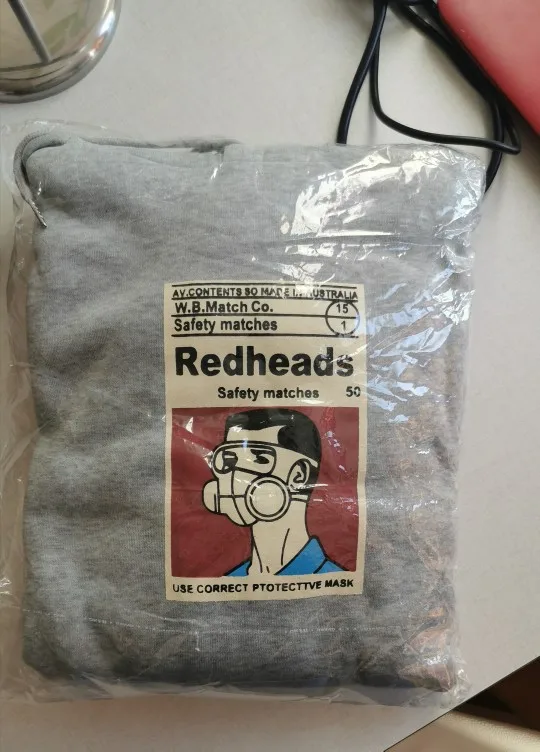 AV.CONTENTS 50 MADE IN AUSTRALIA
W.B.Match Co. 15
Safety matches 1
Redheads
Safety matches 50
USE CORRECT PTOTECTTVE MASK